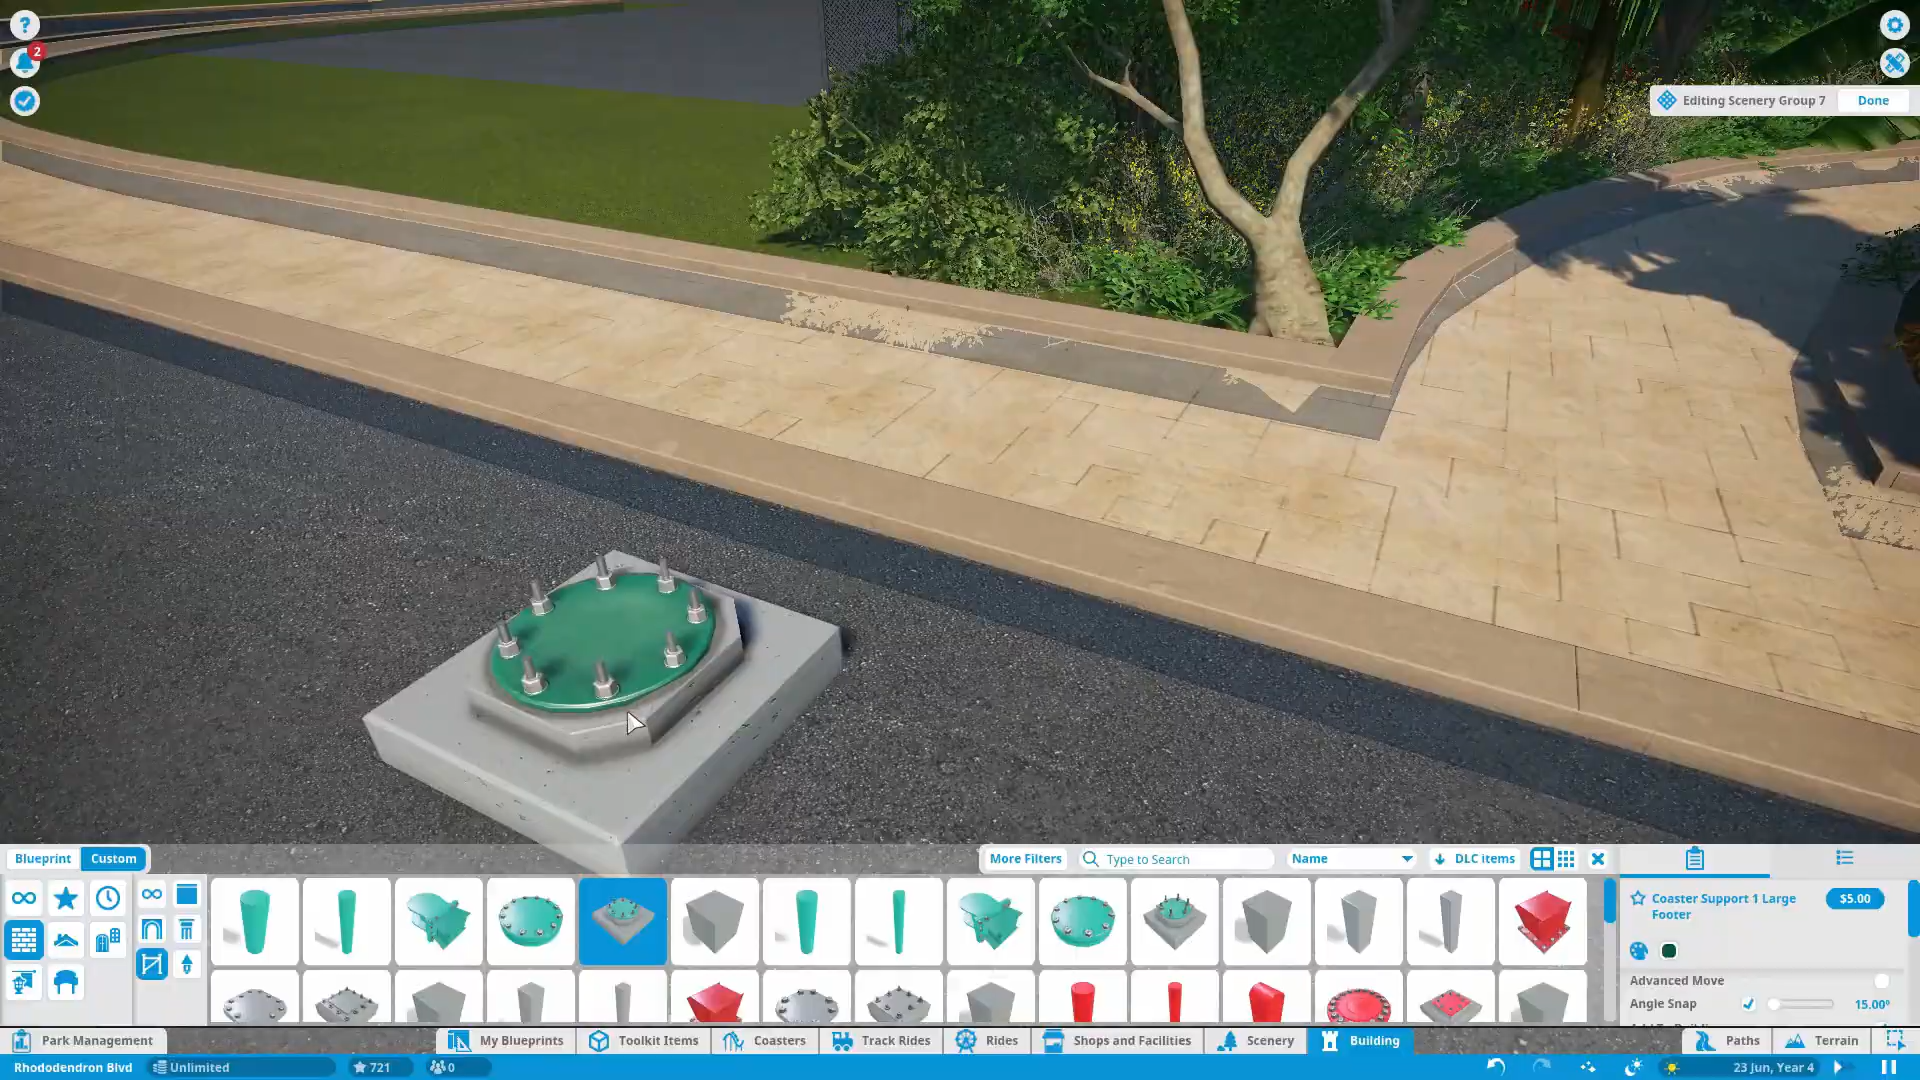 ?
2
Editing Scenery Group 7
Done
Blueprint
Custom
More Filters
Type to Search
Name
DLC items
Coaster Support 1 Large
Footer
$5.00
Advanced Move
Angle Snap
15.00°
Park Management
My Blueprints
Toolkit Items
Coasters
Track Rides
Rides
Shops and Facilities
Scenery
Building
Paths
Terrain
Rhododendron Blvd
Unlimited
721
0
23 Jun, Year 4